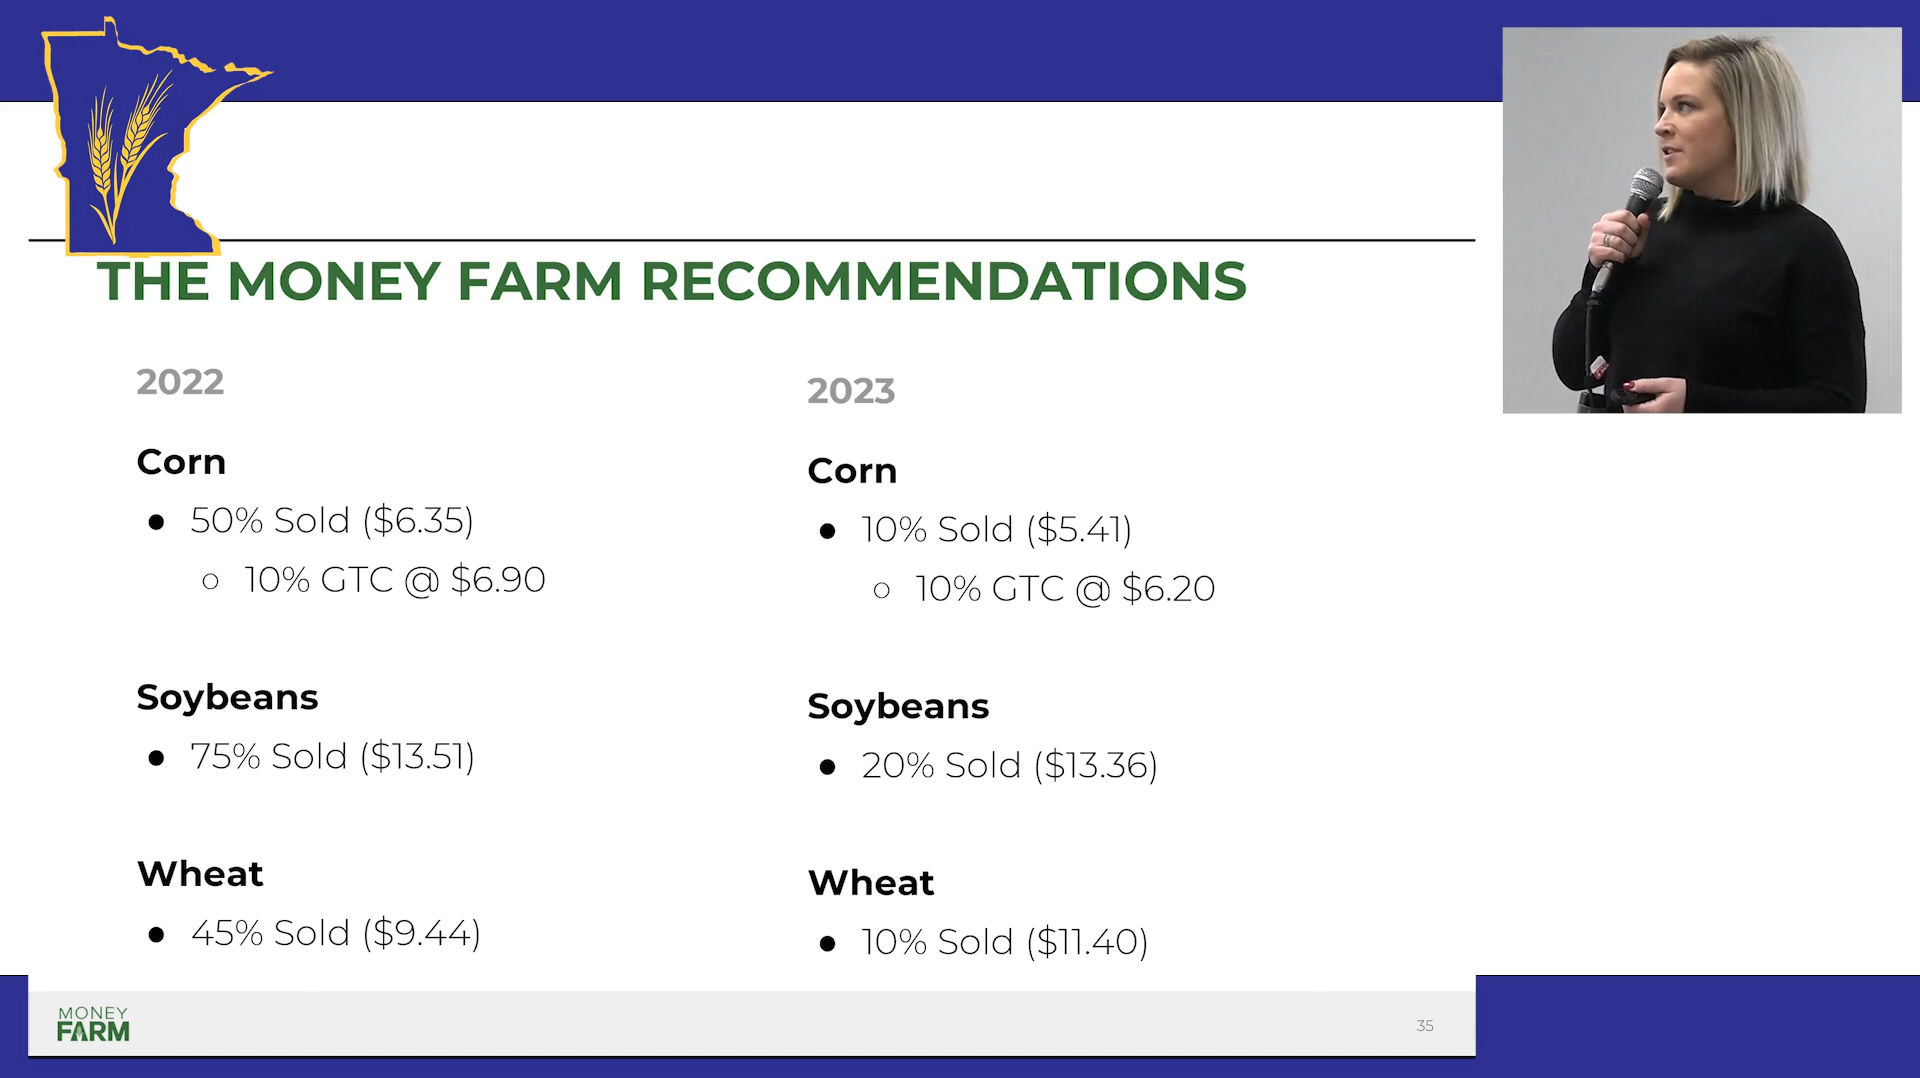 THE MONEY FARM RECOMMENDATIONS
2022
Corn
● 50% Sold ($6.35)
○ 10% GTC @ $6.90
Soybeans
● 75% Sold ($13.51)
Wheat
● 45% Sold ($9.44)
2023
Corn
● 10% Sold ($5.41)
○ 10% GTC @ $6.20
Soybeans
● 20% Sold ($13.36)
Wheat
● 10% Sold ($11.40)
MONEY
FARM
35